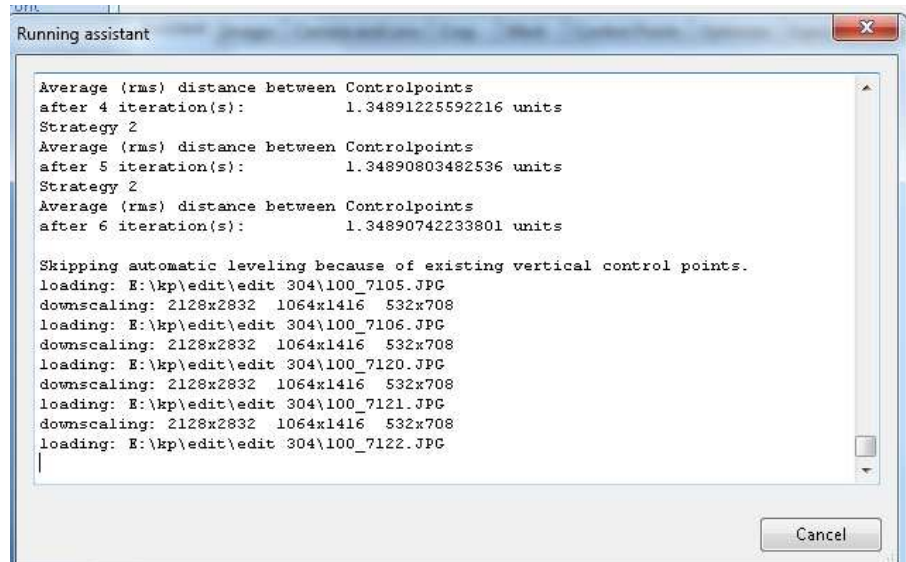 Running assistant
Average (rms) distance between Controlpoints
after 4 iteration(s): 1.34891225592216 units
Strategy 2
Average (rms) distance between Controlpoints
after 5 iteration(s): 1.34890803482536 units
Strategy 2
Average (rms) distance between Controlpoints
after 6 iteration(s): 1.34890742233801 units
Skipping automatic leveling because of existing vertical control points.
loading: E:\kp\edit\edit 304\100_7105.JPG
downscaling: 2128x2832 1064x1416 532x708
loading: E:\kp\edit\edit 304\100_7106.JPG
downscaling: 2128x2832 1064x1416 532x708
loading: E:\kp\edit\edit 304\100_7120.JPG
downscaling: 2128x2832 1064x1416 532x708
loading: E:\kp\edit\edit 304\100_7121.JPG
downscaling: 2128x2832 1064x1416 532x708
loading: E:\kp\edit\edit 304\100_7122.JPG
Cancel